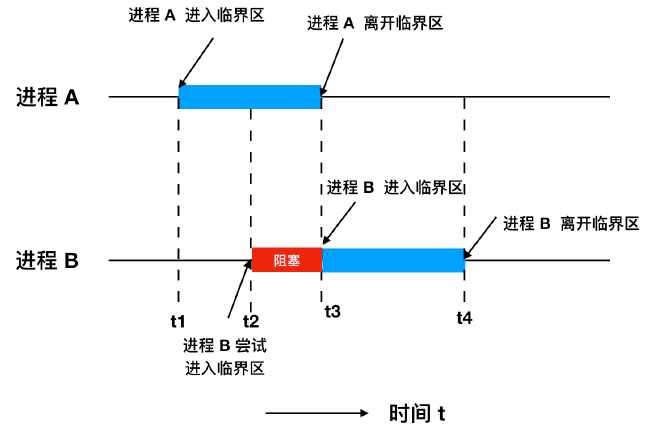 进程 A 进入临界区
进程 A 离开临界区
进程 A
进程 B 进入临界区
进程 B 离开临界区
进程 B
阻塞
t1
t2
t3
t4
进程 B 尝试
进入临界区
时间 t